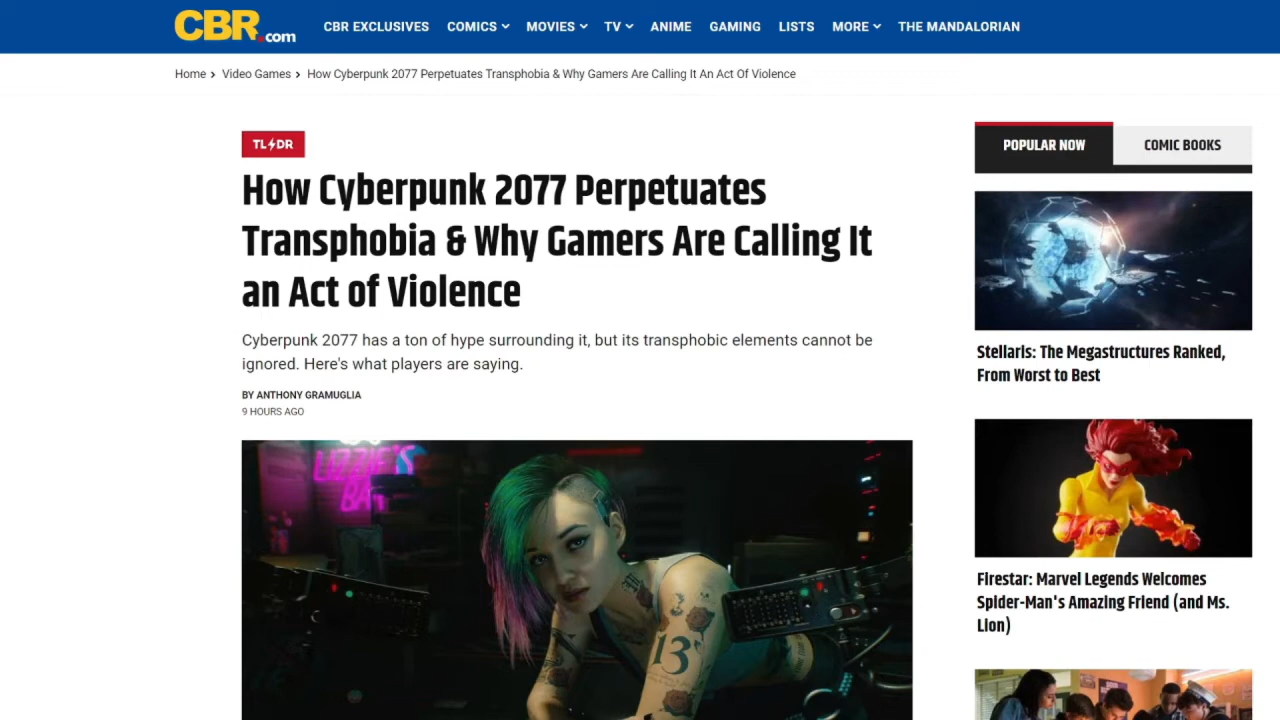 CBR.com
CBR EXCLUSIVES COMICS MOVIES TV ANIME GAMING LISTS MORE THE MANDALORIAN
Home > Video Games > How Cyberpunk 2077 Perpetuates Transphobia & Why Gamers Are Calling It An Act Of Violence
TL DR
How Cyberpunk 2077 Perpetuates
Transphobia & Why Gamers Are Calling It
an Act of Violence
Cyberpunk 2077 has a ton of hype surrounding it, but its transphobic elements cannot be
ignored. Here's what players are saying.
BY ANTHONY GRAMUGLIA
9 HOURS AGO
LIZZIE'S
BAR
13
POPULAR NOW
COMIC BOOKS
Stellaris: The Megastructures Ranked,
From Worst to Best
Firestar: Marvel Legends Welcomes
Spider-Man's Amazing Friend (and Ms.
Lion)